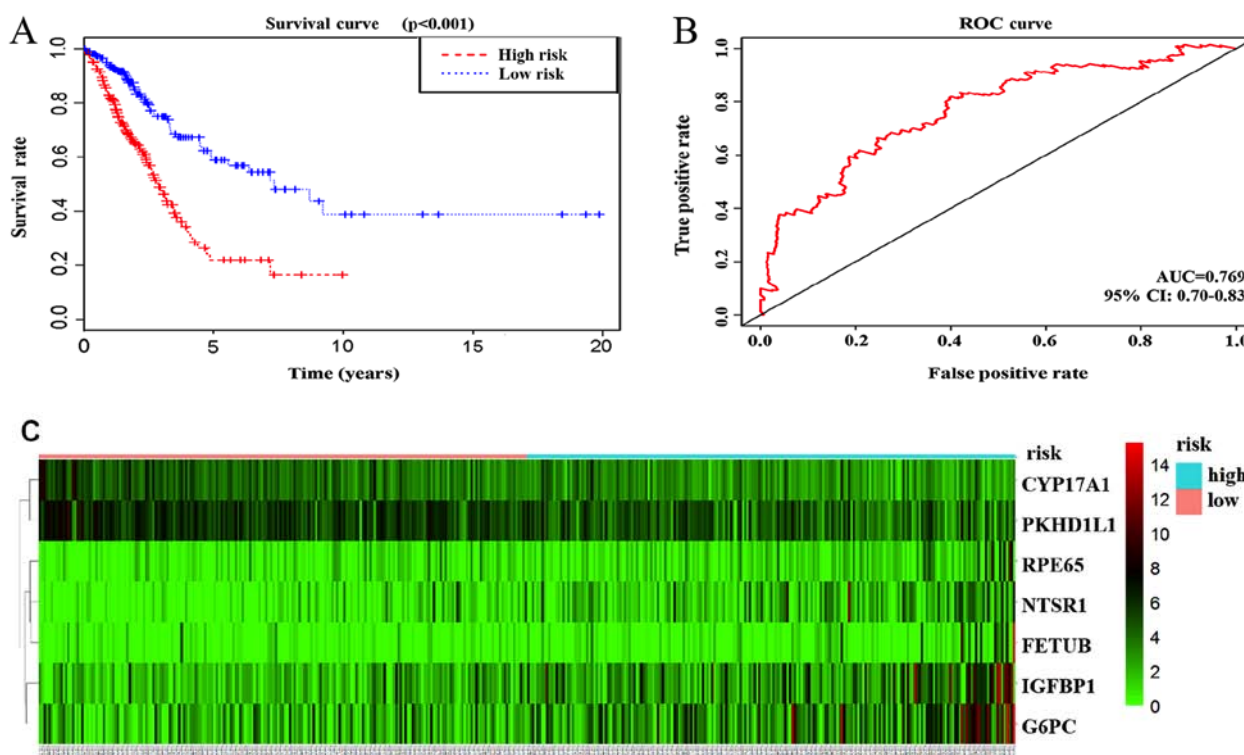 A
Survival curve (p<0.001)
High risk
Low risk
Survival rate
1.0
0.8
0.6
0.4
0.2
0.0
0
5
10
15
20
Time (years)
B
ROC curve
True positive rate
1.0
0.8
0.6
0.4
0.2
0.0
AUC=0.769
95% CI: 0.70-0.83
0.0
0.2
0.4
0.6
0.8
1.0
False positive rate
C
risk
CYP17A1
PKHD1L1
RPE65
NTSR1
FETUB
IGFBP1
G6PC
14
12
10
8
6
4
2
0
risk
high
low